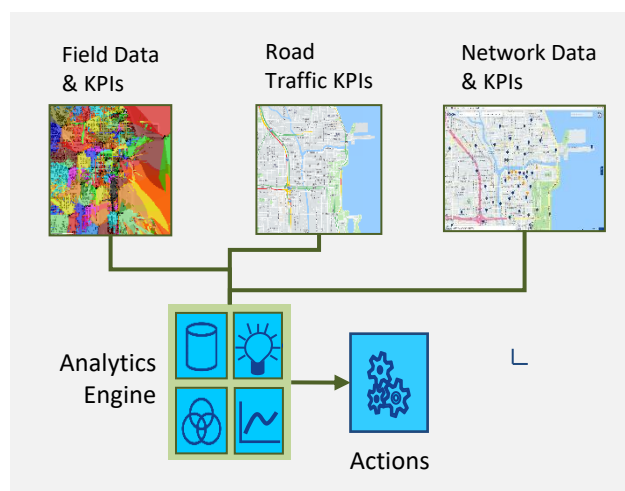 Field Data
& KPIs
Road
Traffic KPIs
Network Data
& KPIs
Analytics
Engine
Actions